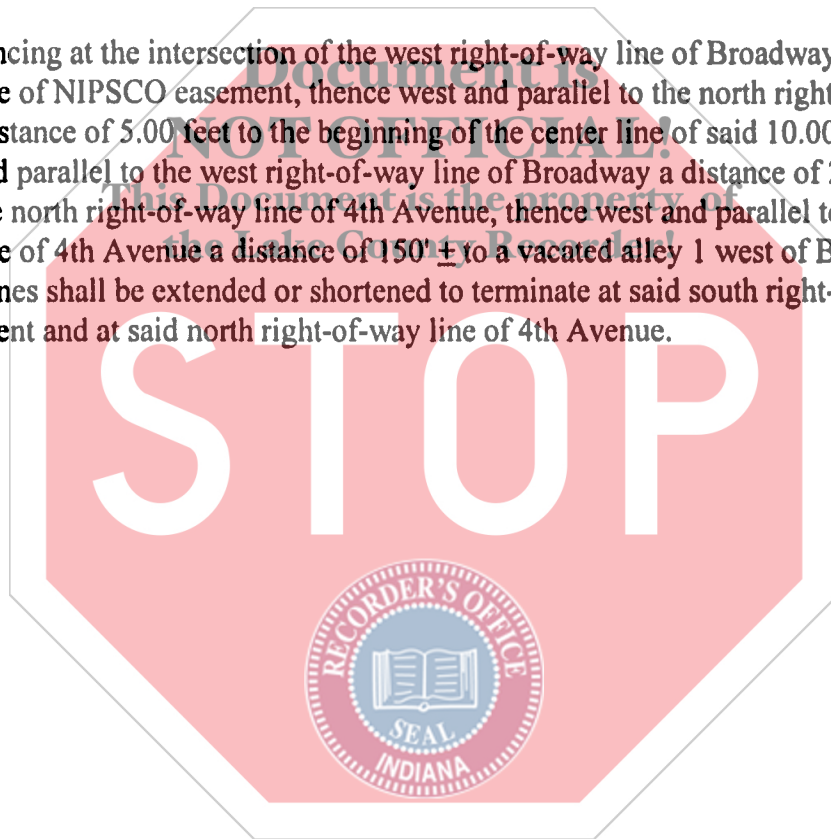 ncing at the intersection of the west right-of-way line of Broadway
Document is
e of NIPSCO easement, thence west and parallel to the north right
stance of 5.00 feet to the beginning of the center line of said 10.00
NOT OFFICIAL!
d parallel to the west right-of-way line of Broadway a distance of
This Document is the property of
e north right-of-way line of 4th Avenue, thence west and parallel to
e of 4th Avenue a distance of 150' ± to a vacated alley 1 west of B
the Lake County Recorder!
nes shall be extended or shortened to terminate at said south right-
ent and at said north right-of-way line of 4th Avenue.
STOP
RECORDER'S OFFICE
SEAL
INDIANA